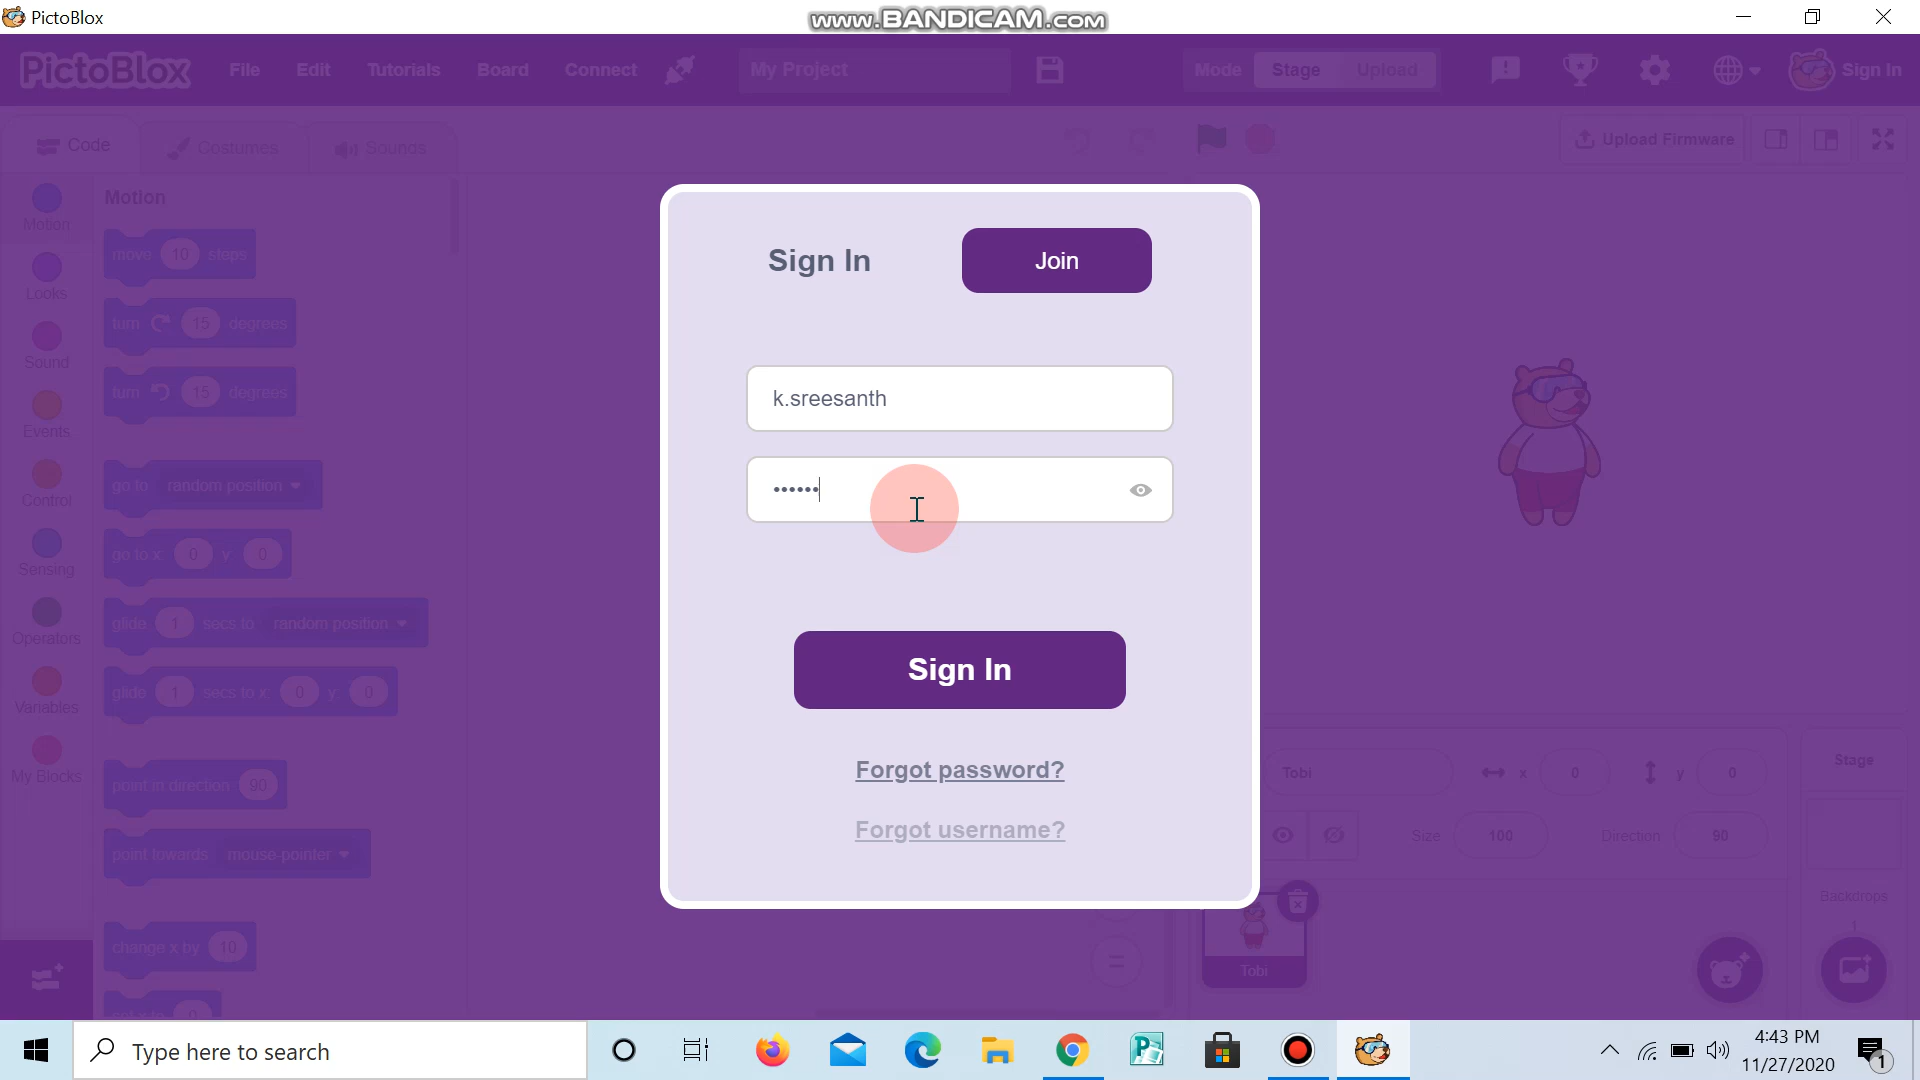 PictoBlox
www.BANDICAM.com
PictoBlox File Edit Tutorials Board Connect My Project Mode Stage Upload Sign In
Code Costumes Sounds Upload Firmware
Motion
Motion
Looks
Sound
Events
Control
Sensing
Operators
Variables
My Blocks
move 10 steps
turn 15 degrees
turn 15 degrees
go to random position
go to x: 0 y: 0
glide 1 secs to random position
glide 1 secs to x: 0 y: 0
point in direction 90
point towards mouse-pointer
change x by 10
set x to 0
Sign In Join
k.sreesanth
••••••
Sign In
Forgot password?
Forgot username?
Tobi x 0 y 0
Size 100 Direction 90
Tobi
Stage
Backdrops
1
Type here to search
4:43 PM
11/27/2020
1